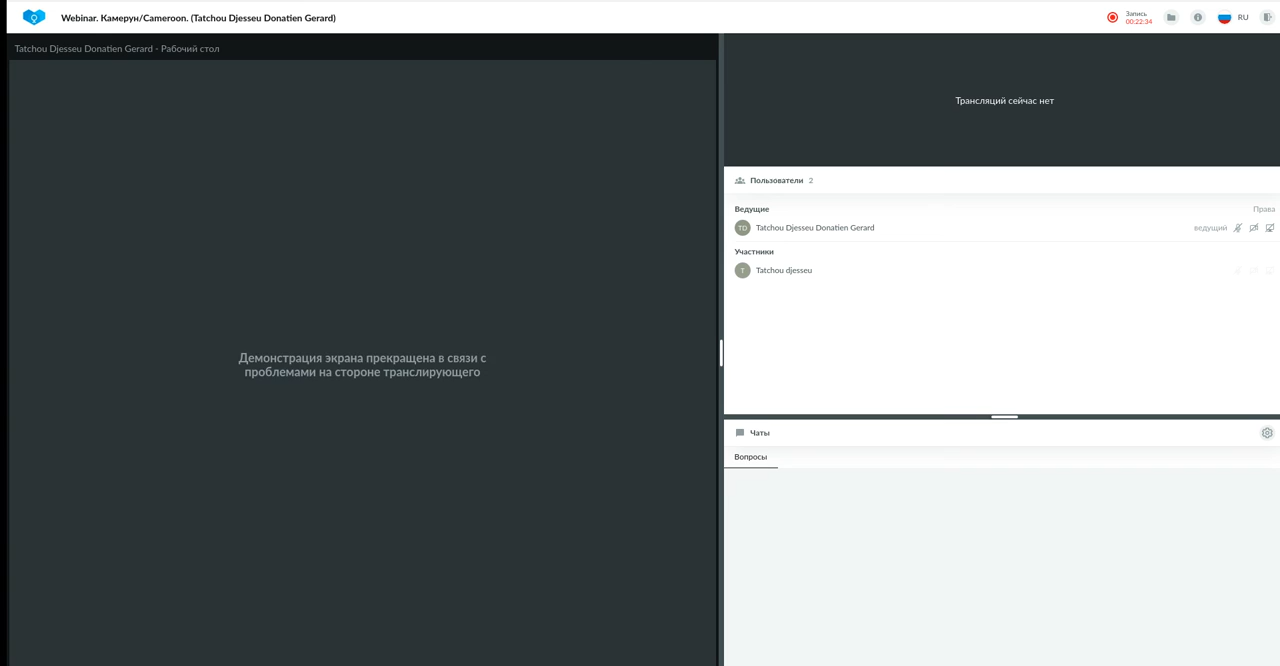 Webinar. Камерун/Cameroon. (Tatchou Djesseu Donatien Gerard)
Запись
00:22:34
RU
Tatchou Djesseu Donatien Gerard - Рабочий стол
Демонстрация экрана прекращена в связи с
проблемами на стороне транслирующего
Трансляций сейчас нет
Пользователи 2
Ведущие Права
TD Tatchou Djesseu Donatien Gerard ведущий
Участники
T Tatchou djesseu
Чаты
Вопросы